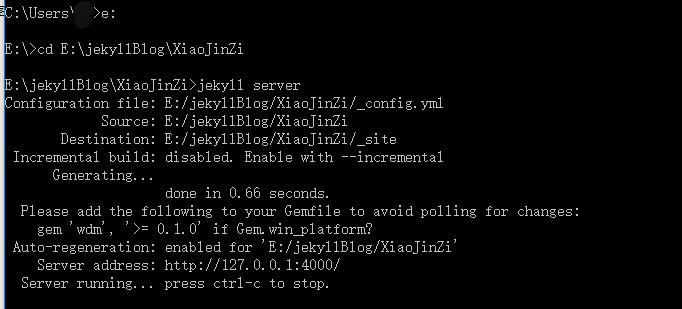 C:\Users\ >e:
E:\>cd E:\jekyllBlog\XiaoJinZi
E:\jekyllBlog\XiaoJinZi>jekyll server
Configuration file: E:/jekyllBlog/XiaoJinZi/_config.yml
Source: E:/jekyllBlog/XiaoJinZi
Destination: E:/jekyllBlog/XiaoJinZi/_site
Incremental build: disabled. Enable with --incremental
Generating...
done in 0.66 seconds.
Please add the following to your Gemfile to avoid polling for changes:
gem 'wdm', '>= 0.1.0' if Gem.win_platform?
Auto-regeneration: enabled for 'E:/jekyllBlog/XiaoJinZi'
Server address: http://127.0.0.1:4000/
Server running... press ctrl-c to stop.